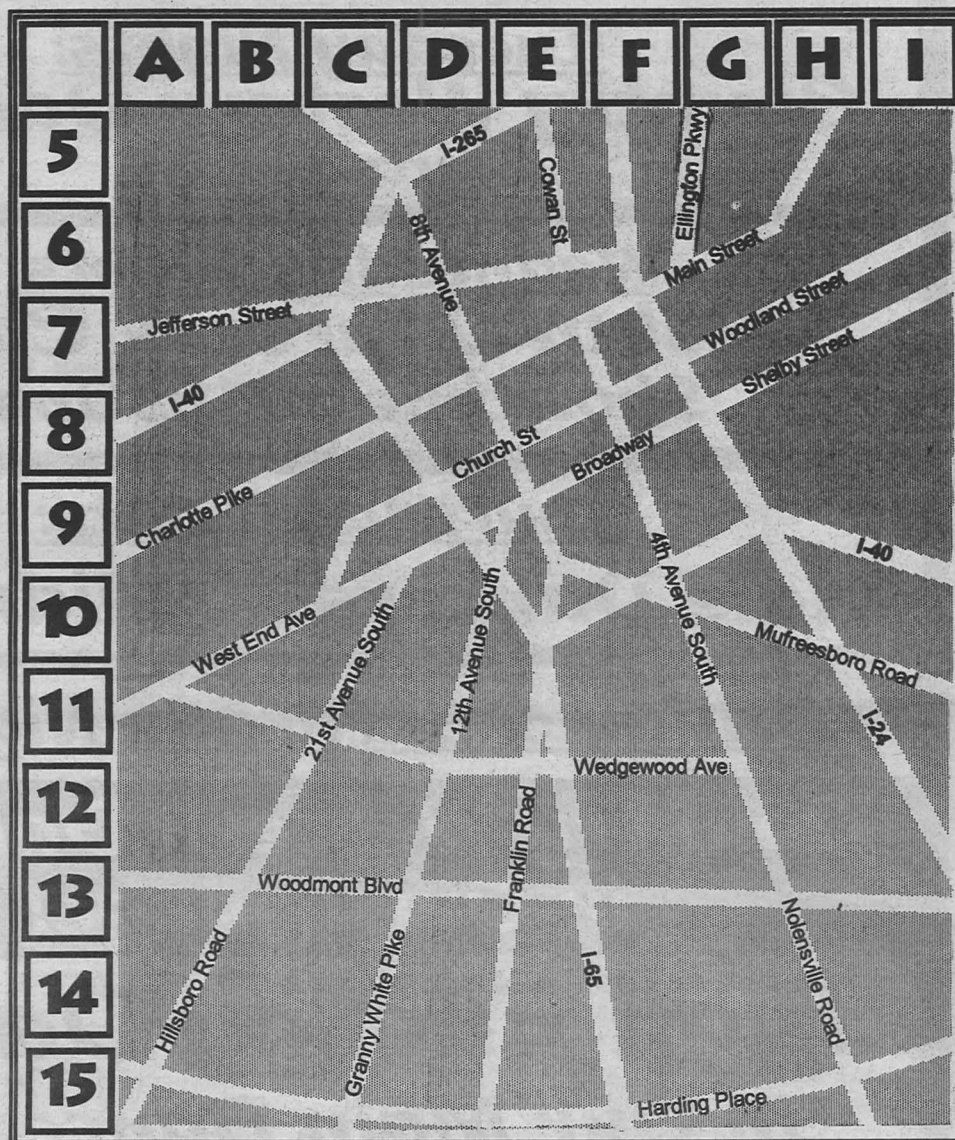 A B C D E F G H I
5
6
7
8
9
10
11
12
13
14
15
I-265
Cowan St
Ellington Pkwy
8th Avenue
Main Street
Jefferson Street
Woodland Street
I-40
Shelby Street
Church St
Broadway
Charlotte Pike
4th Avenue South
I-40
West End Ave
21st Avenue South
12th Avenue South
Mufreesboro Road
I-24
Wedgewood Ave
Franklin Road
Woodmont Blvd
Hillsboro Road
Granny White Pike
I-65
Nolensville Road
Harding Place